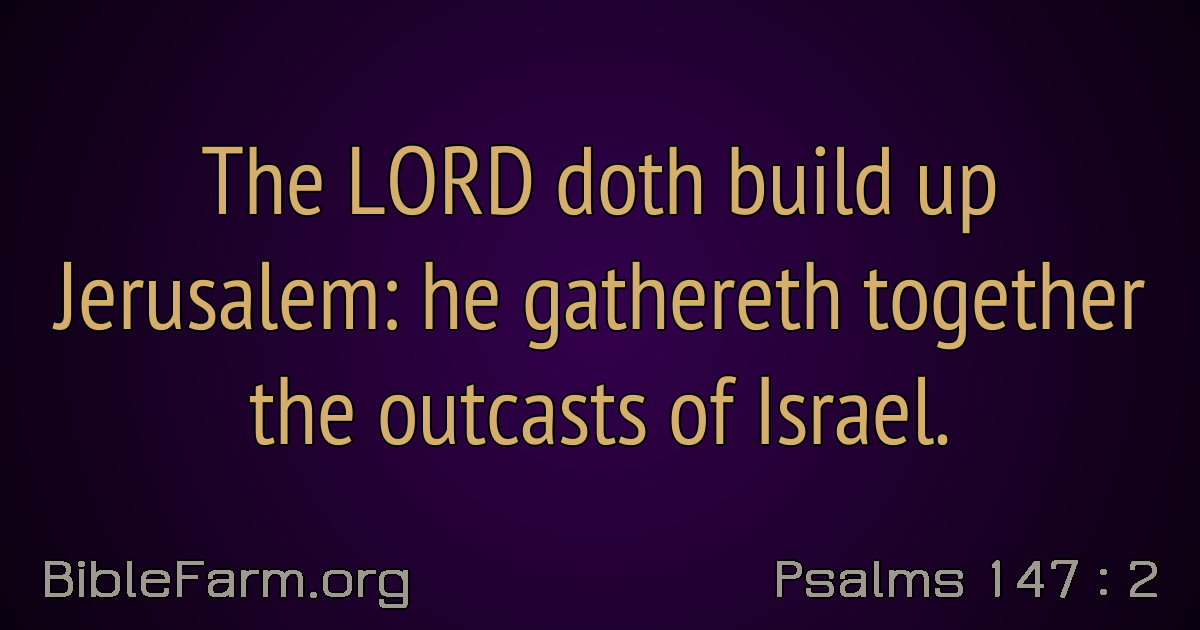 The LORD doth build up
Jerusalem: he gathereth together
the outcasts of Israel.
BibleFarm.org
Psalms 147 : 2